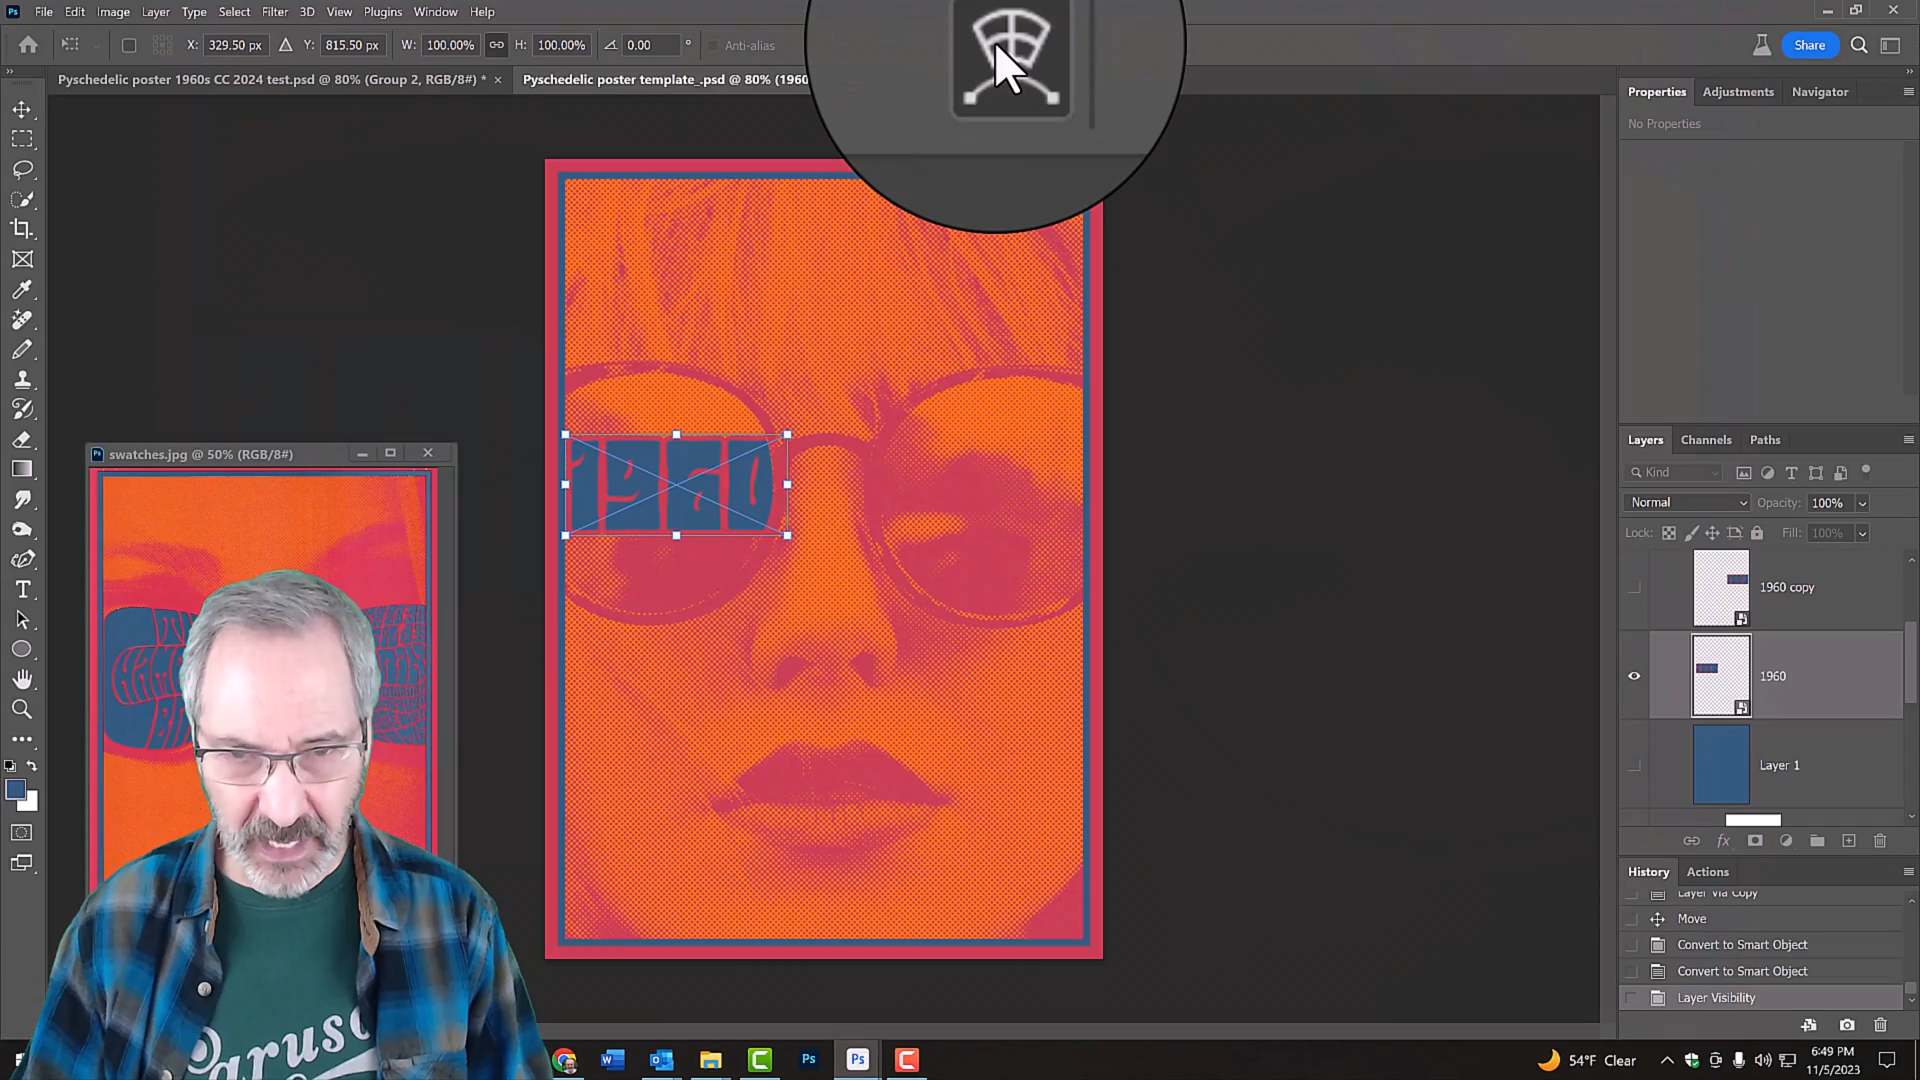 File Edit Image Layer Type Select Filter 3D View Plugins Window Help
X: 329.50 px Y: 815.50 px W: 100.00% H: 100.00% 0.00 ° Anti-alias Share
Pyschedelic poster 1960s CC 2024 test.psd @ 80% (Group 2, RGB/8#) * × Pyschedelic poster template_.psd @ 80% (1960
Properties Adjustments Navigator
No Properties
swatches.jpg @ 50% (RGB/8#)
1960
Layers Channels Paths
Kind
Normal Opacity: 100%
Lock: Fill: 100%
1960 copy
1960
Layer 1
History Actions
Layer Via Copy
Move
Convert to Smart Object
Convert to Smart Object
Layer Visibility
Caruso
54°F Clear 6:49 PM
11/5/2023